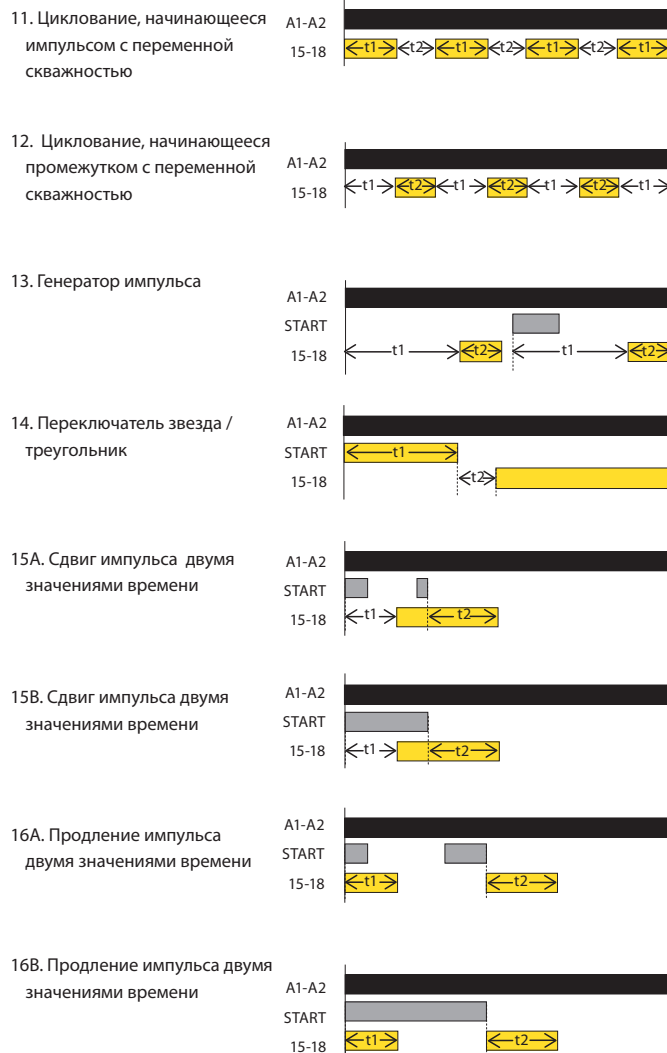 11. Циклование, начинающееся
импульсом с переменной
скважностью
A1-A2
15-18
t1 t2 t1 t2 t1 t2 t1
12. Циклование, начинающееся
промежутком с переменной
скважностью
A1-A2
15-18
t1 t2 t1 t2 t1 t2 t1
13. Генератор импульса
A1-A2
START
15-18
t1 t2 t1 t2
14. Переключатель звезда /
треугольник
A1-A2
START
15-18
t1
t2
15A. Сдвиг импульса двумя
значениями времени
A1-A2
START
15-18
t1 t2
15B. Сдвиг импульса двумя
значениями времени
A1-A2
START
15-18
t1 t2
16A. Продление импульса
двумя значениями времени
A1-A2
START
15-18
t1 t2
16B. Продление импульса двумя
значениями времени
A1-A2
START
15-18
t1 t2